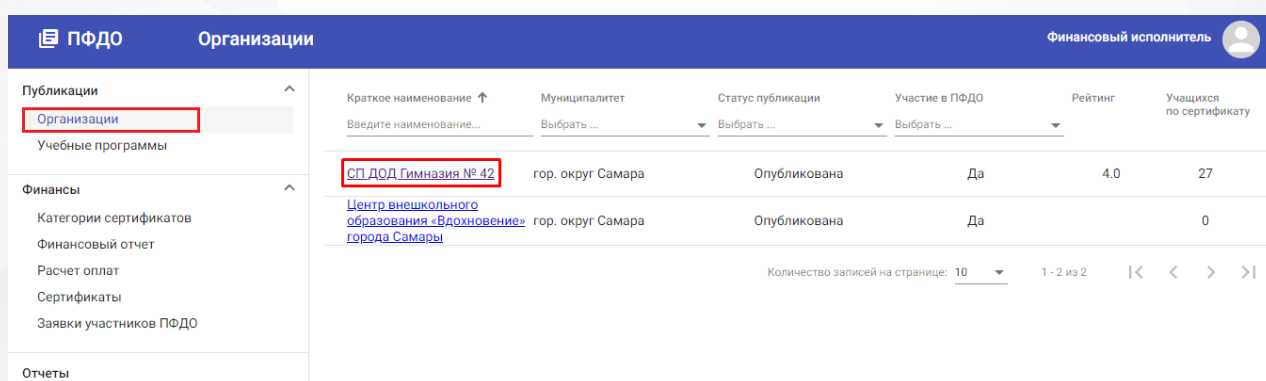 ПФДО
Организации
Финансовый исполнитель
Публикации
Организации
Учебные программы
Финансы
Категории сертификатов
Финансовый отчет
Расчет оплат
Сертификаты
Заявки участников ПФДО
Отчеты
Краткое наименование
Муниципалитет
Статус публикации
Участие в ПФДО
Рейтинг
Учащихся
по сертификату
Введите наименование...
Выбрать ...
Выбрать ...
Выбрать ...
СП ДОД Гимназия № 42 гор. округ Самара Опубликована Да 4.0 27
Центр внешкольного
образования «Вдохновение» гор. округ Самара Опубликована Да 0
города Самары
Количество записей на странице: 10 1 - 2 из 2